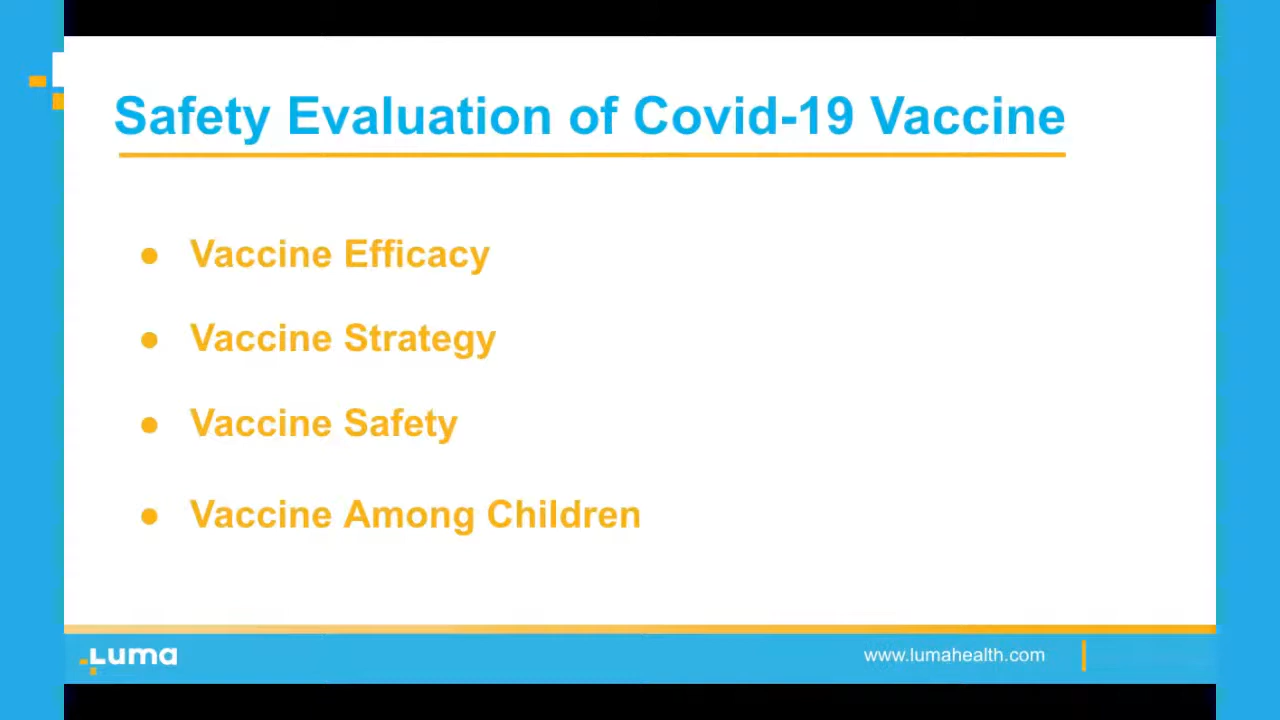 Safety Evaluation of Covid-19 Vaccine
● Vaccine Efficacy
● Vaccine Strategy
● Vaccine Safety
● Vaccine Among Children
Luma
www.lumahealth.com